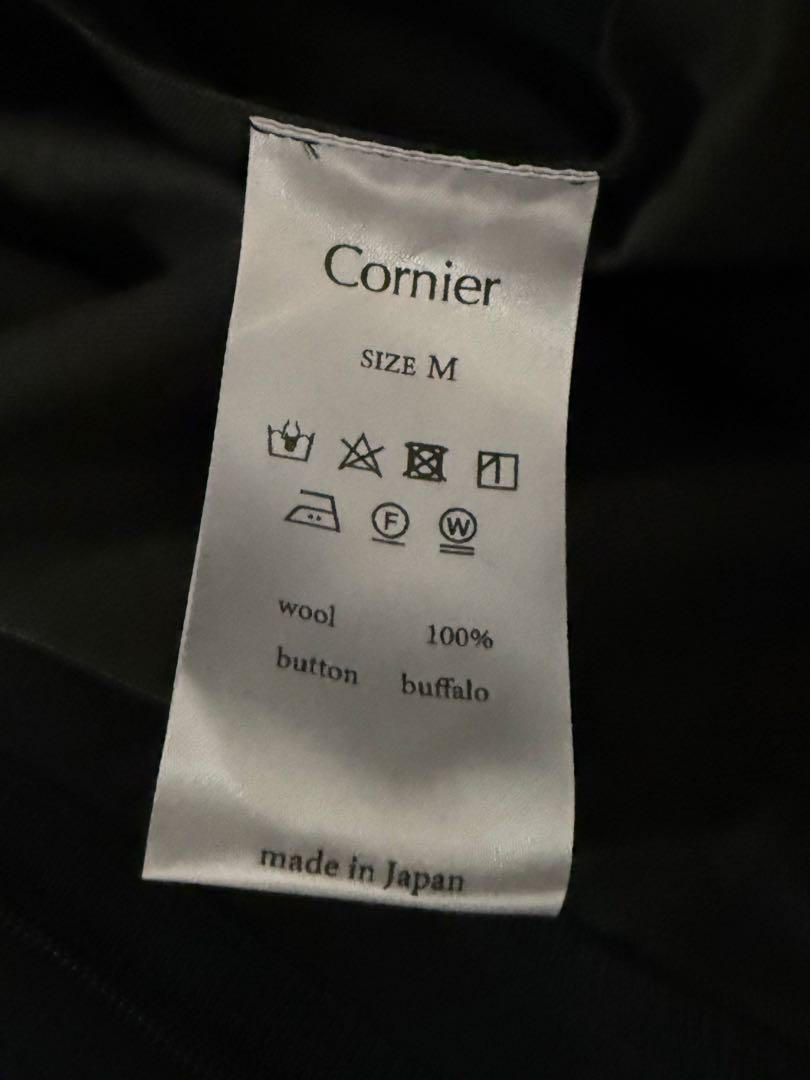 Cornier
SIZE M
F W
wool 100%
button buffalo
made in Japan